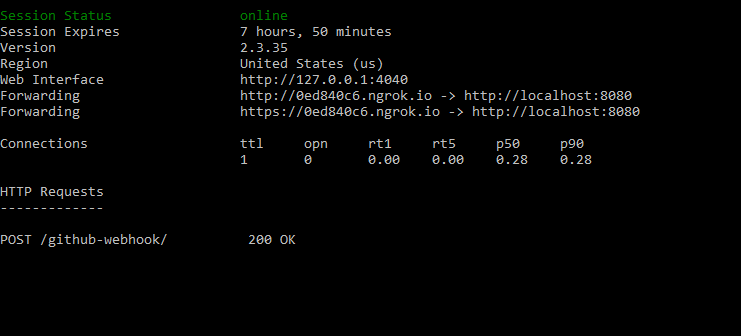 Session Status online
Session Expires 7 hours, 50 minutes
Version 2.3.35
Region United States (us)
Web Interface http://127.0.0.1:4040
Forwarding http://0ed840c6.ngrok.io -> http://localhost:8080
Forwarding https://0ed840c6.ngrok.io -> http://localhost:8080
Connections ttl opn rt1 rt5 p50 p90
1 0 0.00 0.00 0.28 0.28
HTTP Requests
-------------
POST /github-webhook/ 200 OK